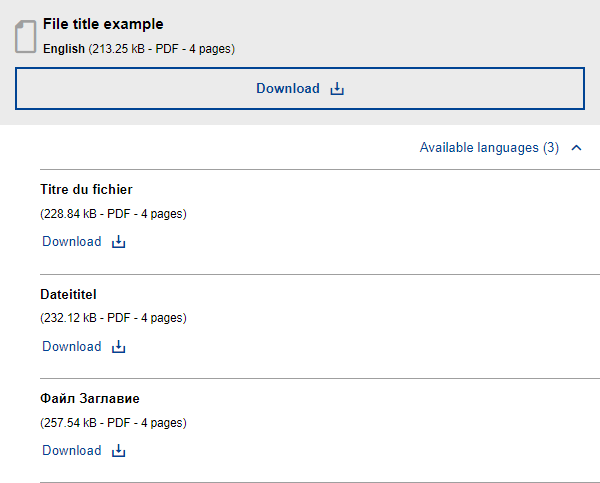 File title example
English (213.25 kB - PDF - 4 pages)
Download
Available languages (3)
Titre du fichier
(228.84 kB - PDF - 4 pages)
Download
Dateititel
(232.12 kB - PDF - 4 pages)
Download
Файл Заглавие
(257.54 kB - PDF - 4 pages)
Download